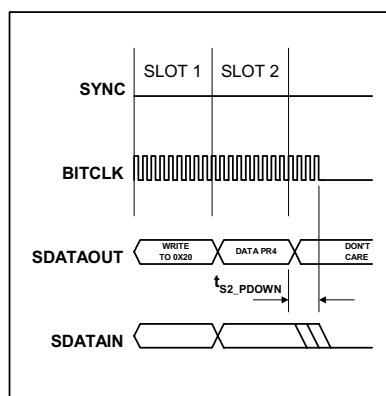 SLOT 1 SLOT 2
SYNC
BITCLK
SDATAOUT
WRITE
TO 0X20
DATA PR4
DON'T
CARE
tS2_PDOWN
SDATAIN